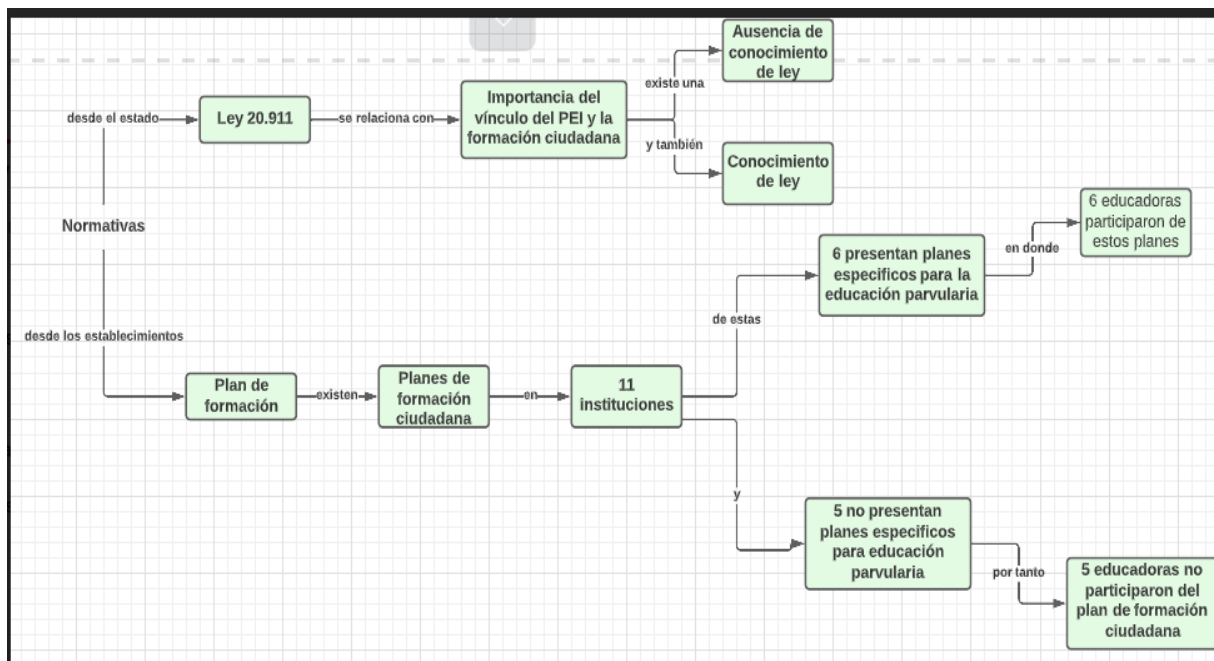 Ausencia de
conocimiento
de ley
existe una
desde el estado
Ley 20.911
se relaciona con
Importancia del
vínculo del PEI y la
formación ciudadana
y también
Conocimiento
de ley
Normativas
6 educadoras
participaron de
estos planes
en donde
6 presentan planes
especificos para la
educación parvularia
de estas
desde los establecimientos
Plan de
formación
existen
Planes de
formación
ciudadana
en
11
instituciones
y
5 no presentan
planes especificos
para educación
parvularia
por tanto
5 educadoras no
participaron del
plan de formación
ciudadana